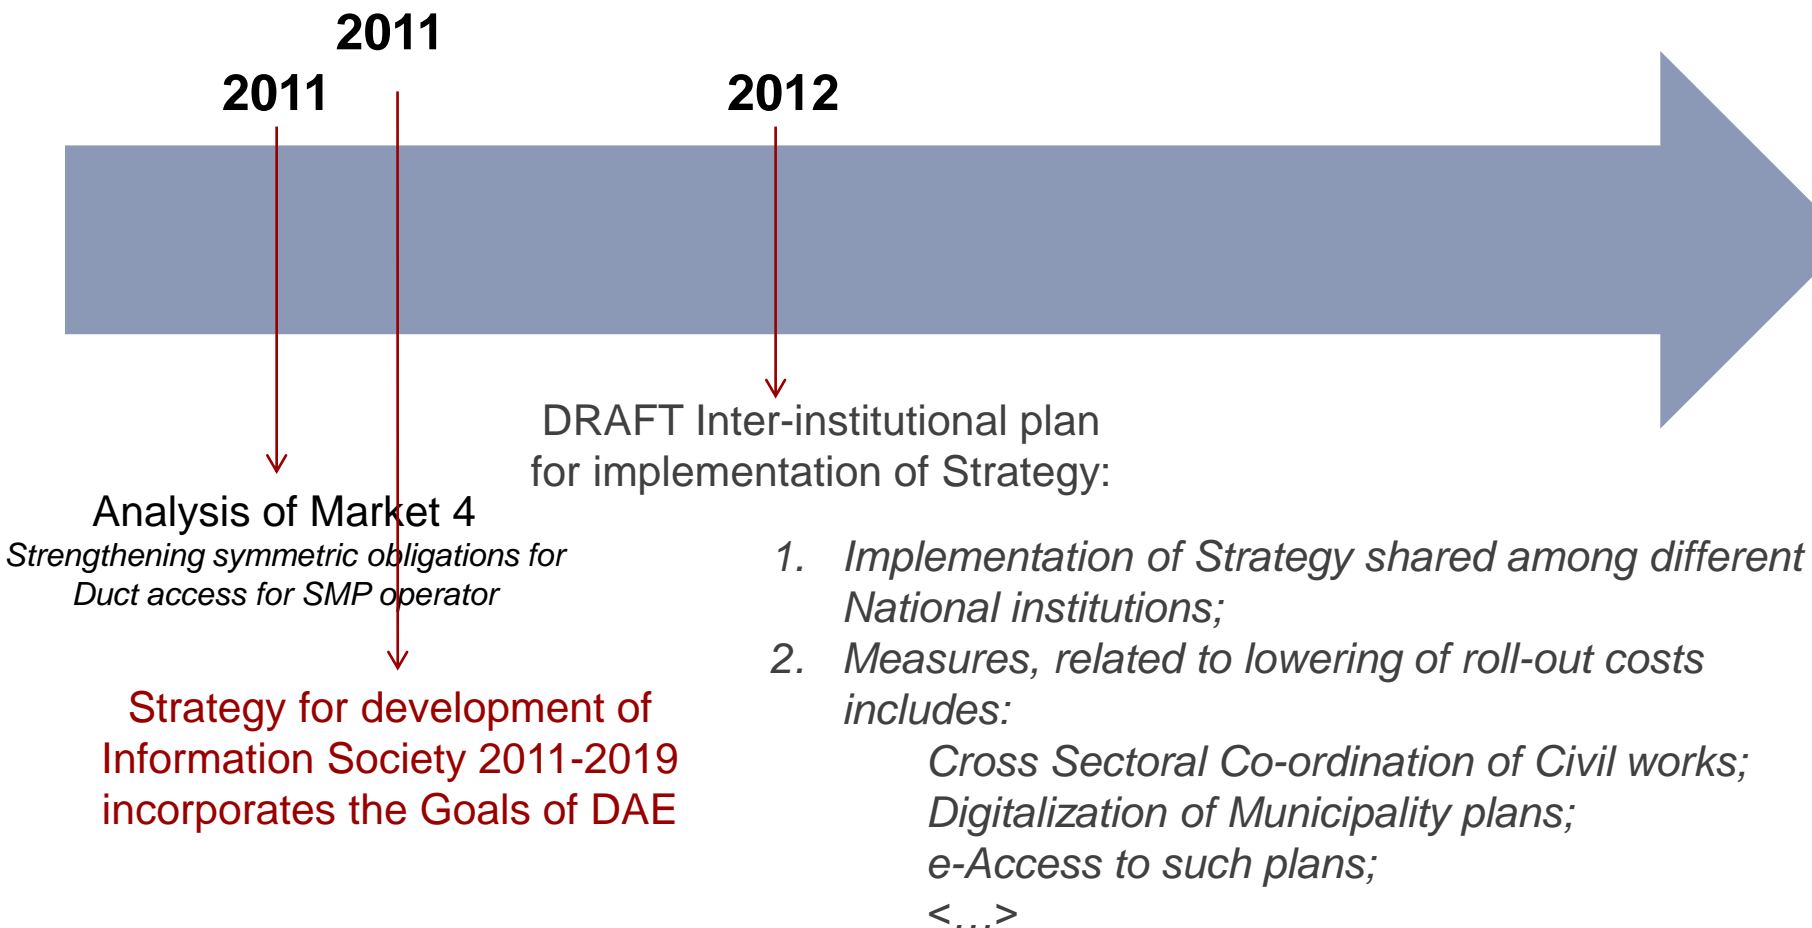 2011
2011
2012
DRAFT Inter-institutional plan
for implementation of Strategy:
Analysis of Market 4
Strengthening symmetric obligations for
Duct access for SMP operator
Strategy for development of
Information Society 2011-2019
incorporates the Goals of DAE
1. Implementation of Strategy shared among different
National institutions;
2. Measures, related to lowering of roll-out costs
includes:
Cross Sectoral Co-ordination of Civil works;
Digitalization of Municipality plans;
e-Access to such plans;
<…>